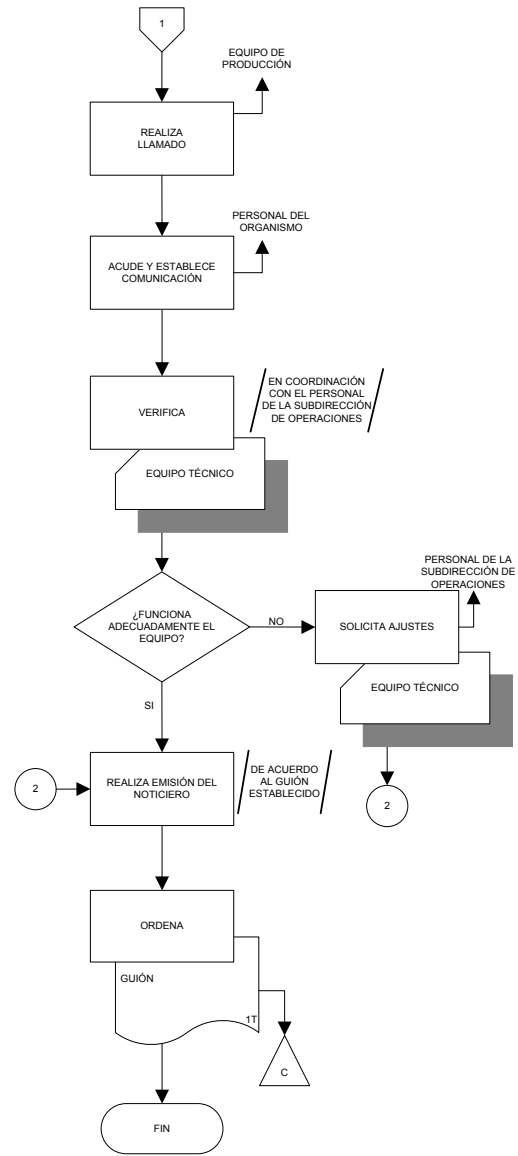 1
EQUIPO DE
PRODUCCIÓN
REALIZA
LLAMADO
PERSONAL DEL
ORGANISMO
ACUDE Y ESTABLECE
COMUNICACIÓN
VERIFICA
EN COORDINACIÓN
CON EL PERSONAL
DE LA SUBDIRECCIÓN
DE OPERACIONES
EQUIPO TÉCNICO
¿FUNCIONA
ADECUADAMENTE EL
EQUIPO?
NO
PERSONAL DE LA
SUBDIRECCIÓN DE
OPERACIONES
SOLICITA AJUSTES
EQUIPO TÉCNICO
2
SI
2
REALIZA EMISIÓN DEL
NOTICIERO
DE ACUERDO
AL GUIÓN
ESTABLECIDO
ORDENA
GUIÓN
1T
C
FIN